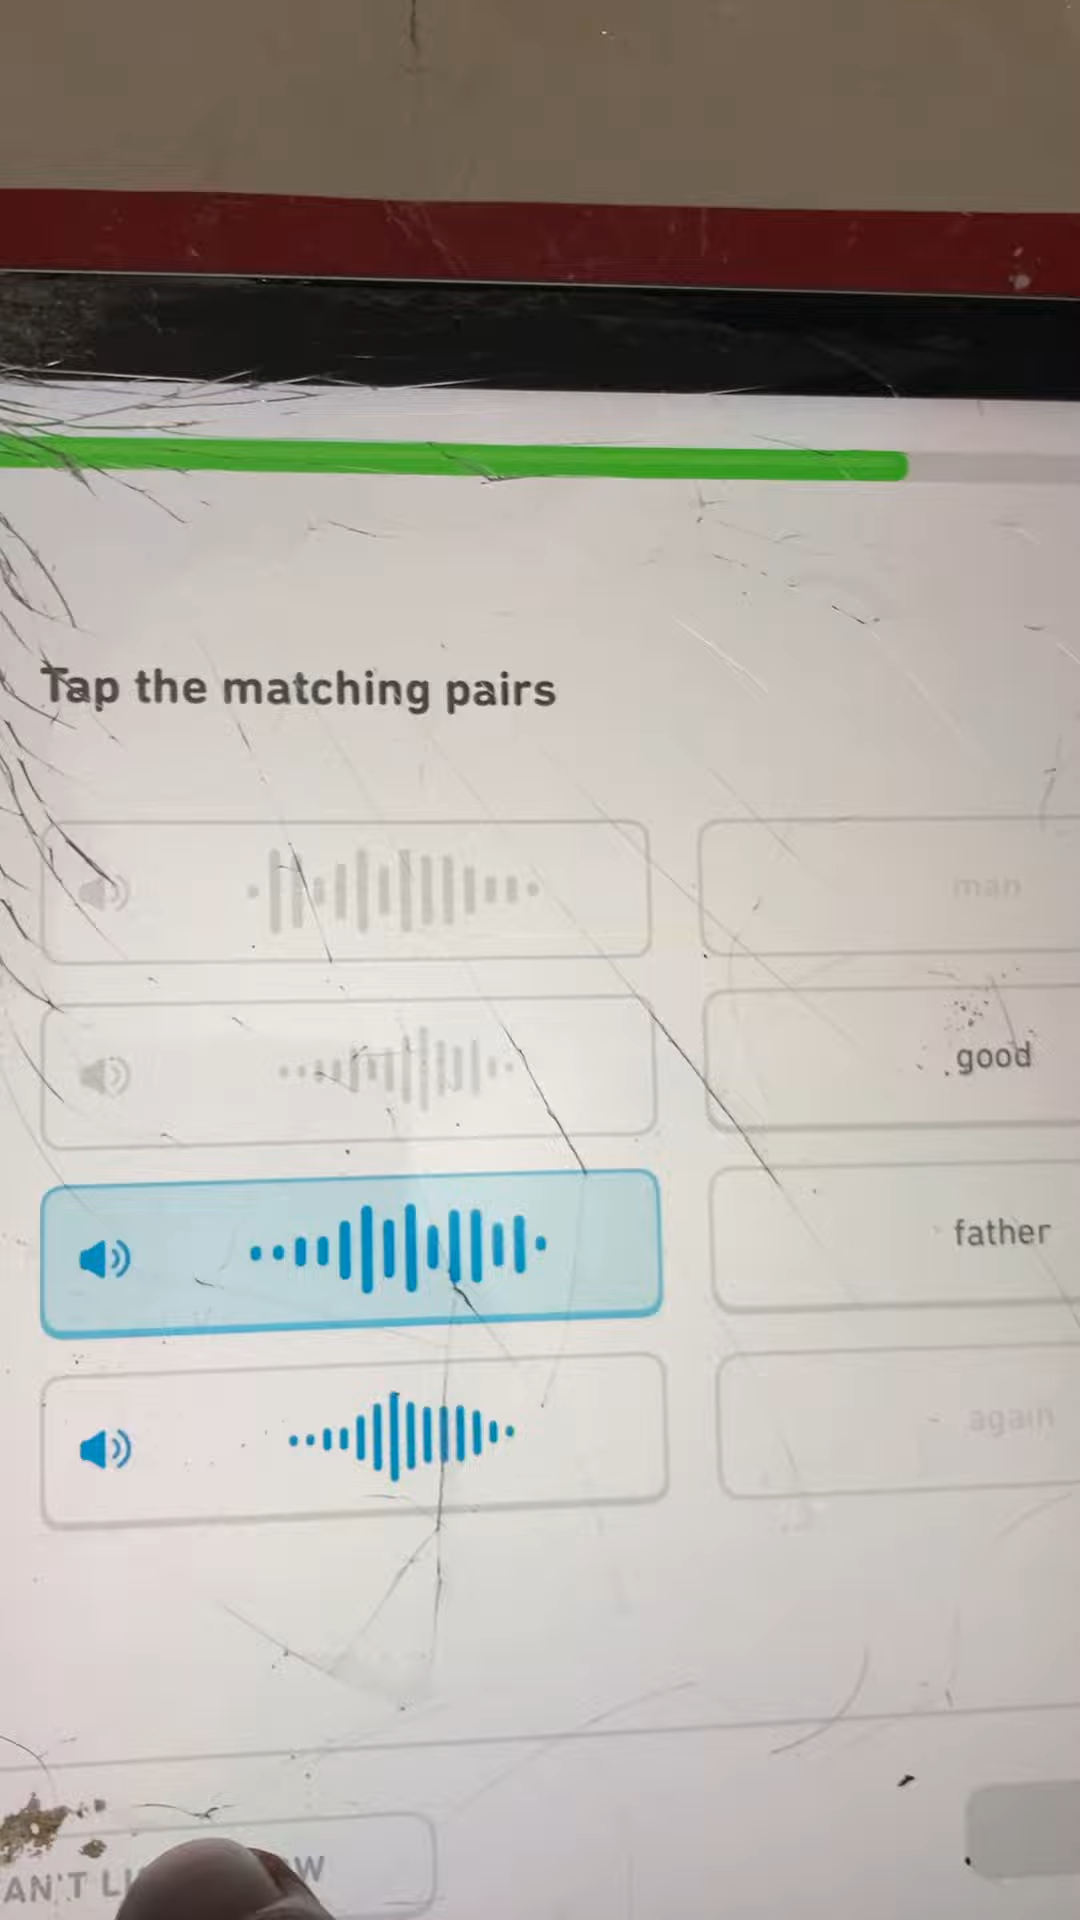 Tap the matching pairs
man
good
father
again